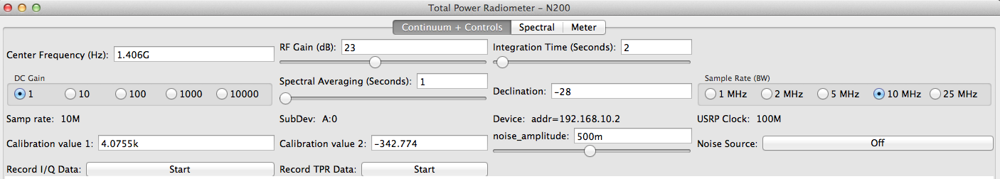 Total Power Radiometer - N200
Continuum + Controls Spectral Meter
Center Frequency (Hz): 1.406G RF Gain (dB): 23 Integration Time (Seconds): 2
DC Gain
1 10 100 1000 10000
Spectral Averaging (Seconds): 1
Declination: -28
Sample Rate (BW)
1 MHz 2 MHz 5 MHz 10 MHz 25 MHz
Samp rate: 10M SubDev: A:0 Device: addr=192.168.10.2 USRP Clock: 100M
Calibration value 1: 4.0755k Calibration value 2: -342.774 noise_amplitude: 500m Noise Source: Off
Record I/Q Data: Start Record TPR Data: Start